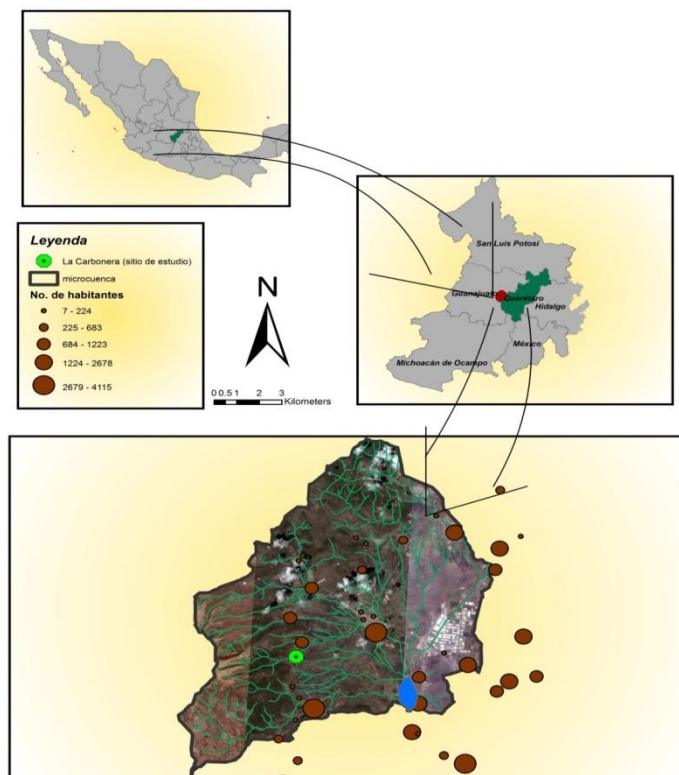 San Luis Potosí
Guanajuato
Querétaro
Hidalgo
México
Michoacán de Ocampo
Leyenda
La Carbonera (sitio de estudio)
microcuenca
No. de habitantes
7 - 224
225 - 683
684 - 1223
1224 - 2678
2679 - 4115
N
0 0.5 1 2 3
Kilometers